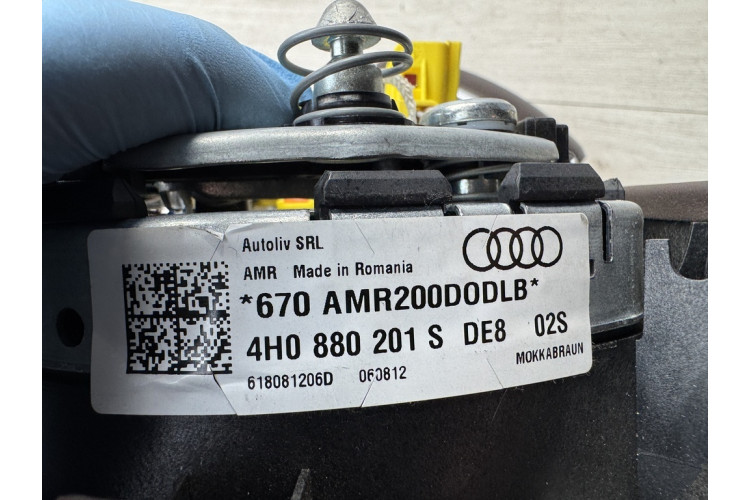 Autoliv SRL
AMR Made in Romania
*670 AMR200D0DLB*
4H0 880 201 S DE8 02S
618081206D 060812 MOKKABRAUN